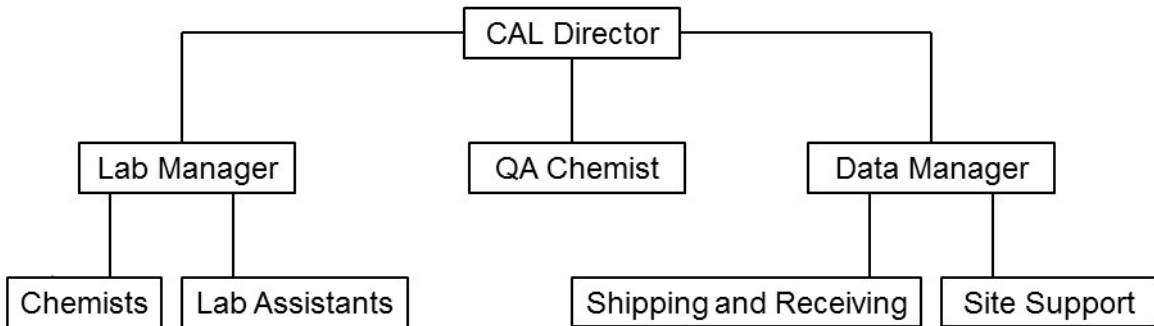 CAL Director
Lab Manager
QA Chemist
Data Manager
Chemists
Lab Assistants
Shipping and Receiving
Site Support